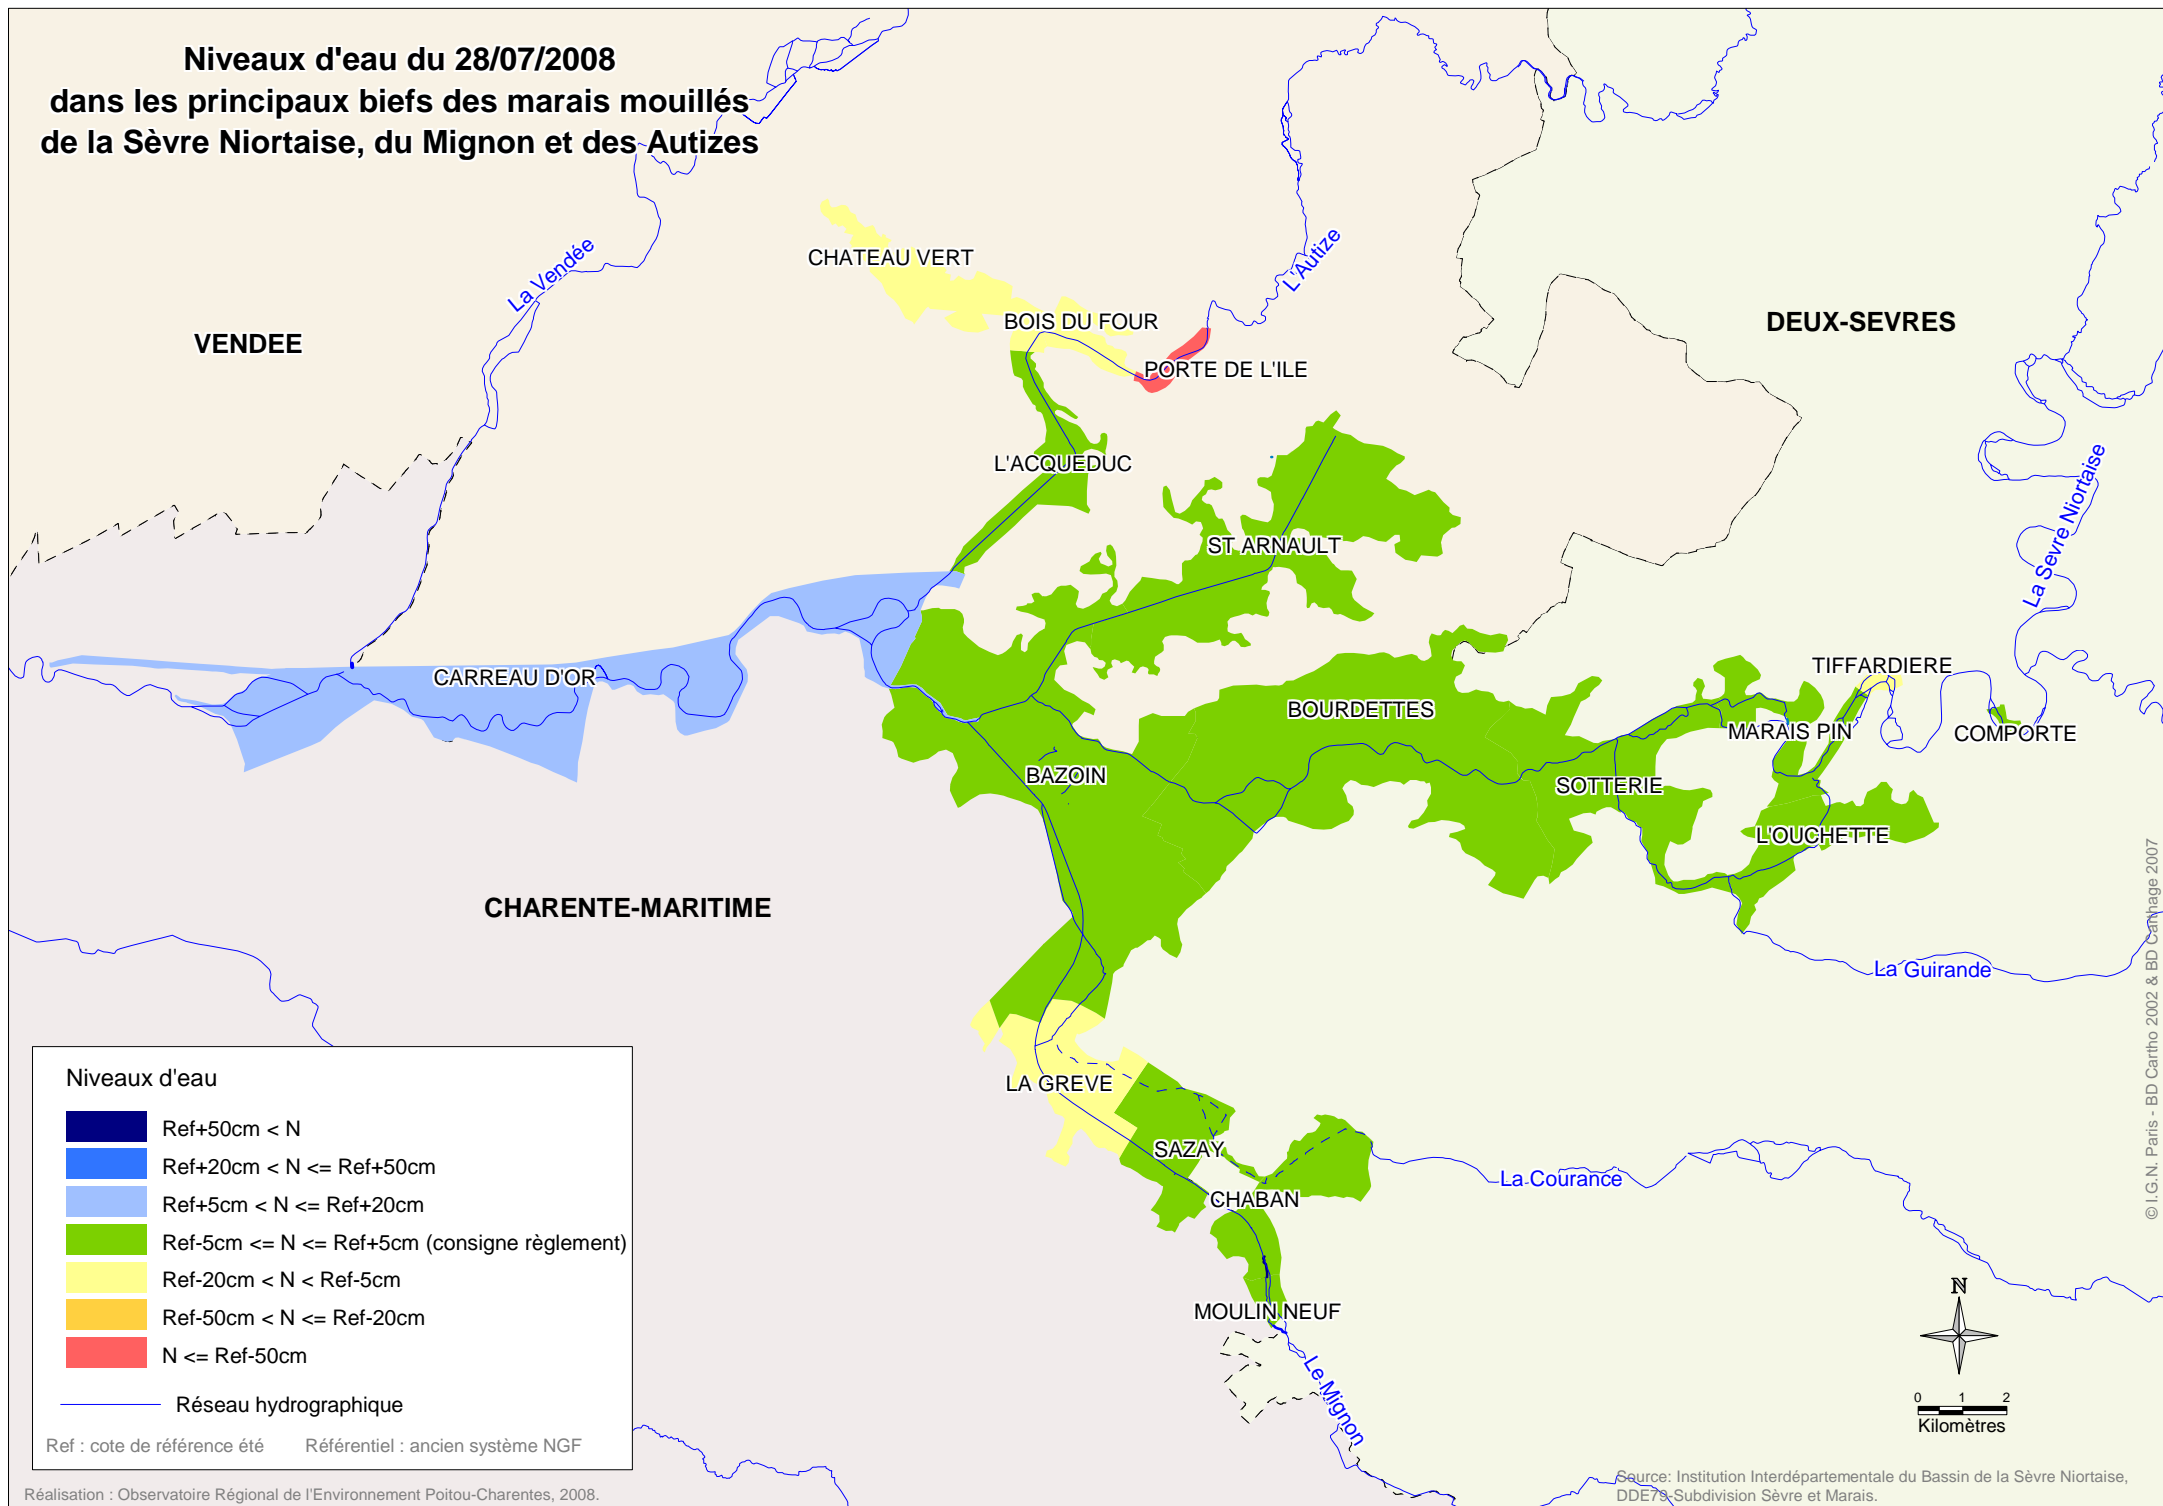 Niveaux d'eau du 28/07/2008
dans les principaux biefs des marais mouillés
de la Sèvre Niortaise, du Mignon et des Autizes
La Vendée
L'Autize
CHATEAU VERT
VENDEE
BOIS DU FOUR
DEUX-SEVRES
PORTE DE L'ILE
L'ACQUEDUC
La Sevre Niortaise
ST ARNAULT
CARREAU D'OR
TIFFARDIERE
BOURDETTES
MARAIS PIN
COMPORTE
BAZOIN
SOTTERIE
L'OUCHETTE
CHARENTE-MARITIME
La Guirande
LA GREVE
SAZAY
La Courance
CHABAN
MOULIN NEUF
Le Mignon
Niveaux d'eau
Ref+50cm < N
Ref+20cm < N <= Ref+50cm
Ref+5cm < N <= Ref+20cm
Ref-5cm <= N <= Ref+5cm (consigne règlement)
Ref-20cm < N < Ref-5cm
Ref-50cm < N <= Ref-20cm
N <= Ref-50cm
Réseau hydrographique
Ref : cote de référence été Référentiel : ancien système NGF
N
0 1 2
Kilomètres
© I.G.N. Paris - BD Cartho 2002 & BD Carthage 2007
Réalisation : Observatoire Régional de l'Environnement Poitou-Charentes, 2008.
Source: Institution Interdépartementale du Bassin de la Sèvre Niortaise,
DDE79-Subdivision Sèvre et Marais.